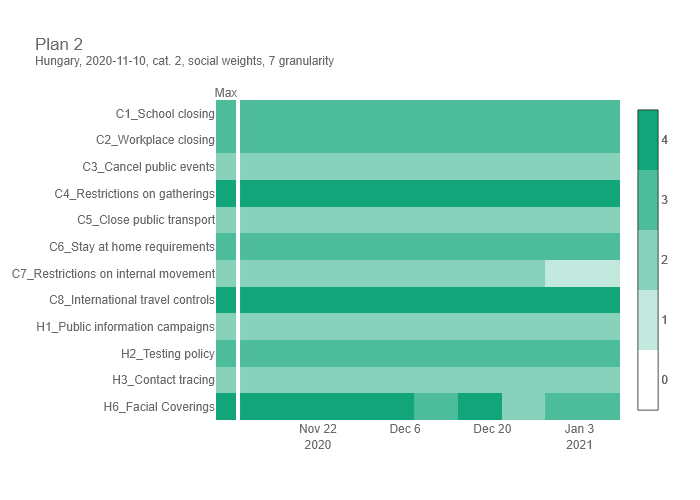 Plan 2
Hungary, 2020-11-10, cat. 2, social weights, 7 granularity
Max
C1_School closing
C2_Workplace closing
C3_Cancel public events
C4_Restrictions on gatherings
C5_Close public transport
C6_Stay at home requirements
C7_Restrictions on internal movement
C8_International travel controls
H1_Public information campaigns
H2_Testing policy
H3_Contact tracing
H6_Facial Coverings
4
3
2
1
0
Nov 22 Dec 6 Dec 20 Jan 3
2020 2021